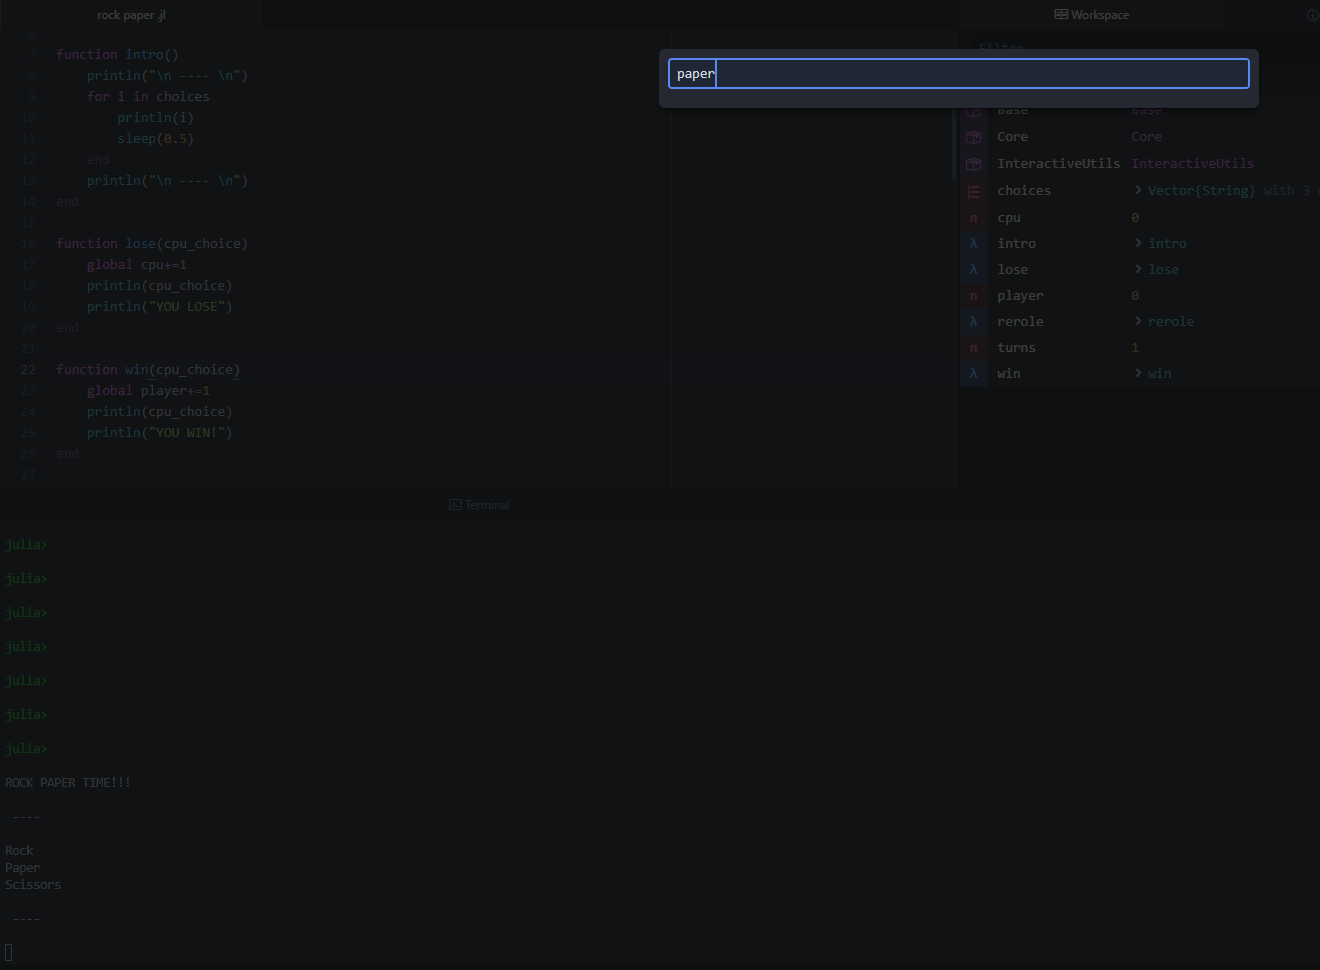 rock paper .jl
Workspace
Filter
paper
6
7 function intro()
8 println("\n ---- \n")
9 for i in choices
10 println(i)
11 sleep(0.5)
12 end
13 println("\n ---- \n")
14 end
15
16 function lose(cpu_choice)
17 global cpu+=1
18 println(cpu_choice)
19 println("YOU LOSE")
20 end
21
22 function win(cpu_choice)
23 global player+=1
24 println(cpu_choice)
25 println("YOU WIN!")
26 end
27
Base Base
Core Core
InteractiveUtils InteractiveUtils
choices > Vector{String} with 3
n cpu 0
λ intro > intro
λ lose > lose
n player 0
λ rerole > rerole
n turns 1
λ win > win
Terminal
julia>
julia>
julia>
julia>
julia>
julia>
julia>
ROCK PAPER TIME!!!
----
Rock
Paper
Scissors
----